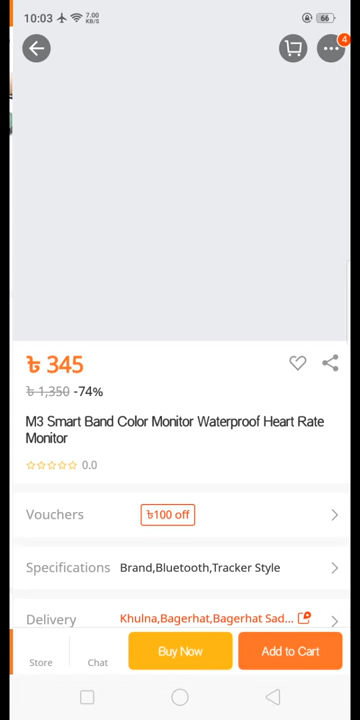 10:03
7.00
KB/S
66
4
৳ 345
৳ 1,350 -74%
M3 Smart Band Color Monitor Waterproof Heart Rate
Monitor
0.0
Vouchers
৳100 off
Specifications
Brand,Bluetooth,Tracker Style
Delivery
Khulna,Bagerhat,Bagerhat Sad...
Store
Chat
Buy Now
Add to Cart